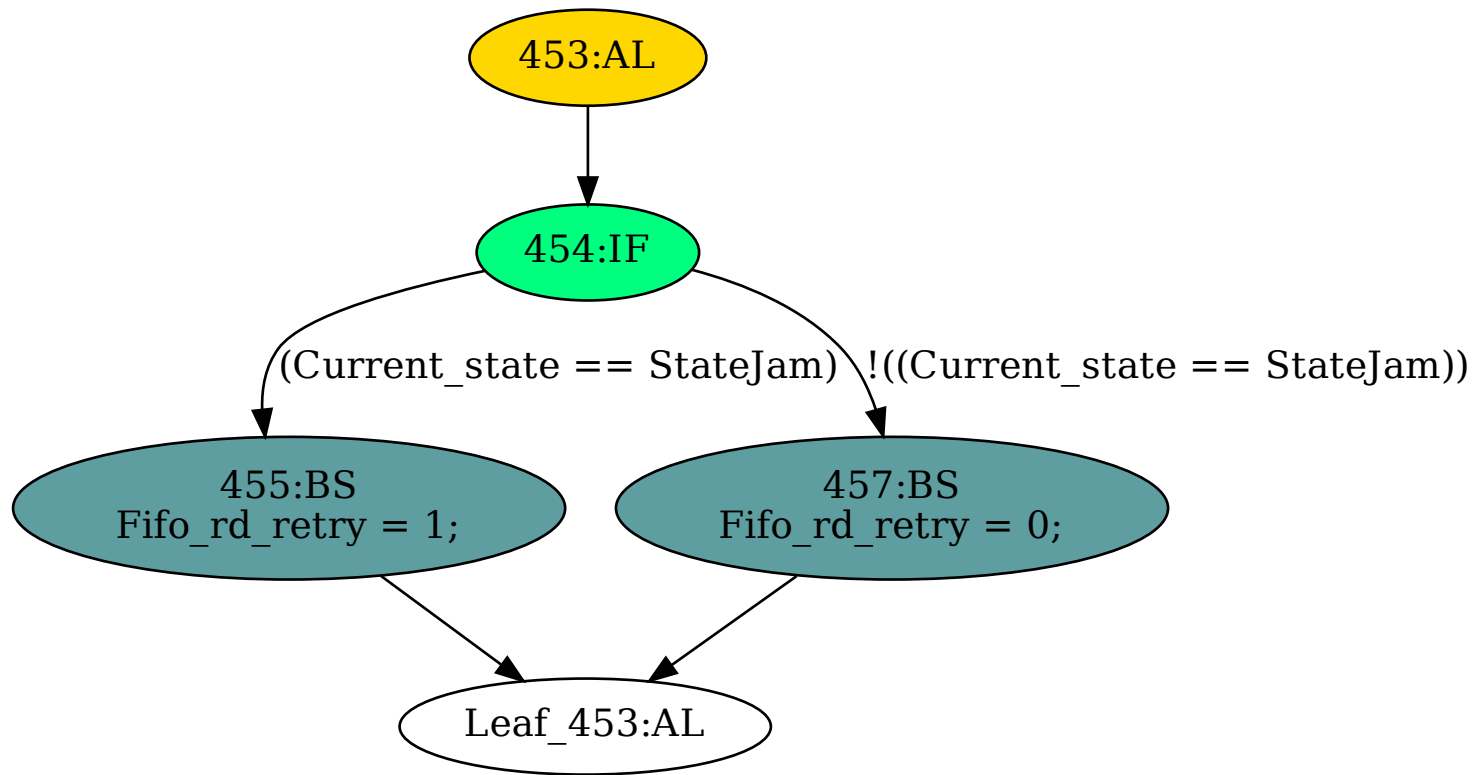 453:AL
454:IF
(Current_state == StateJam)
!((Current_state == StateJam))
455:BS
Fifo_rd_retry = 1;
457:BS
Fifo_rd_retry = 0;
Leaf_453:AL